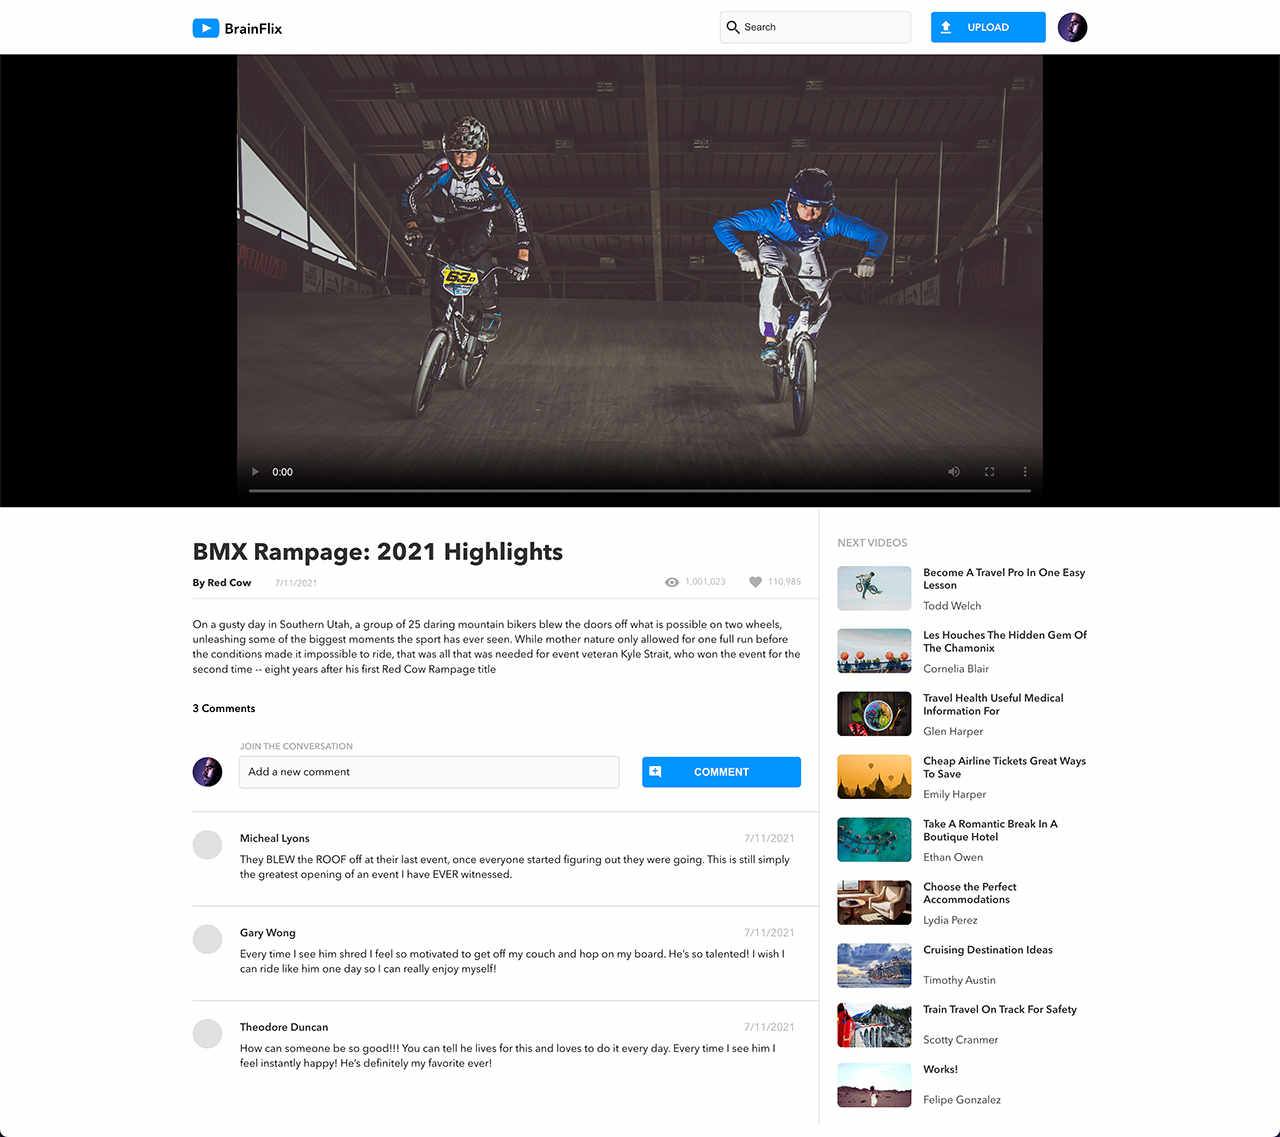 BrainFlix
Search
UPLOAD
SPECIALIZED
0:00
BMX Rampage: 2021 Highlights
By Red Cow 7/11/2021 1,001,023 110,985
On a gusty day in Southern Utah, a group of 25 daring mountain bikers blew the doors off what is possible on two wheels,
unleashing some of the biggest moments the sport has ever seen. While mother nature only allowed for one full run before
the conditions made it impossible to ride, that was all that was needed for event veteran Kyle Strait, who won the event for the
second time -- eight years after his first Red Cow Rampage title
3 Comments
JOIN THE CONVERSATION
Add a new comment
COMMENT
Micheal Lyons 7/11/2021
They BLEW the ROOF off at their last event, once everyone started figuring out they were going. This is still simply
the greatest opening of an event I have EVER witnessed.
Gary Wong 7/11/2021
Every time I see him shred I feel so motivated to get off my couch and hop on my board. He's so talented! I wish I
can ride like him one day so I can really enjoy myself!
Theodore Duncan 7/11/2021
How can someone be so good!!! You can tell he lives for this and loves to do it every day. Every time I see him I
feel instantly happy! He's definitely my favorite ever!
NEXT VIDEOS
Become A Travel Pro In One Easy
Lesson
Todd Welch
Les Houches The Hidden Gem Of
The Chamonix
Cornelia Blair
Travel Health Useful Medical
Information For
Glen Harper
Cheap Airline Tickets Great Ways
To Save
Emily Harper
Take A Romantic Break In A
Boutique Hotel
Ethan Owen
Choose the Perfect
Accommodations
Lydia Perez
Cruising Destination Ideas
Timothy Austin
Train Travel On Track For Safety
Scotty Cranmer
Works!
Felipe Gonzalez